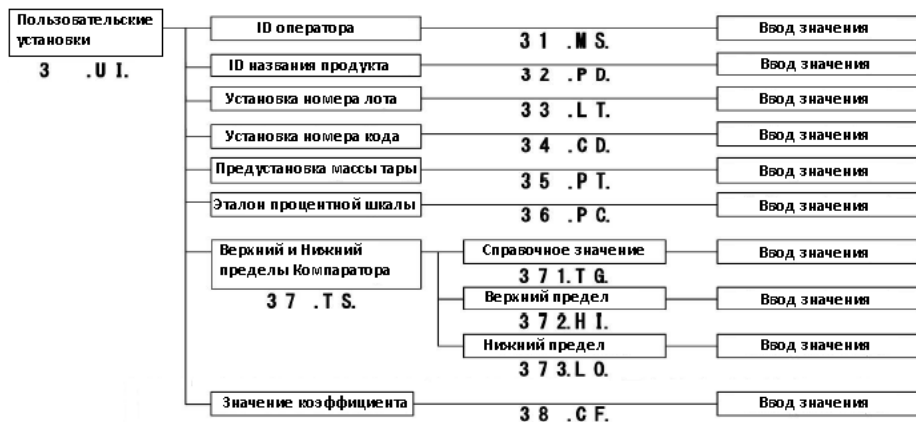 Пользовательские
установки
3 .U I.
ID оператора
3 1 .M S.
Ввод значения
ID названия продукта
3 2 .P D.
Ввод значения
Установка номера лота
3 3 .L T.
Ввод значения
Установка номера кода
3 4 .C D.
Ввод значения
Предустановка массы тары
3 5 .P T.
Ввод значения
Эталон процентной шкалы
3 6 .P C.
Ввод значения
Верхний и Нижний
пределы Компаратора
3 7 .T S.
Справочное значение
3 7 1.T G.
Ввод значения
Верхний предел
3 7 2.H I.
Ввод значения
Нижний предел
3 7 3.L O.
Ввод значения
Значение коэффициента
3 8 .C F.
Ввод значения